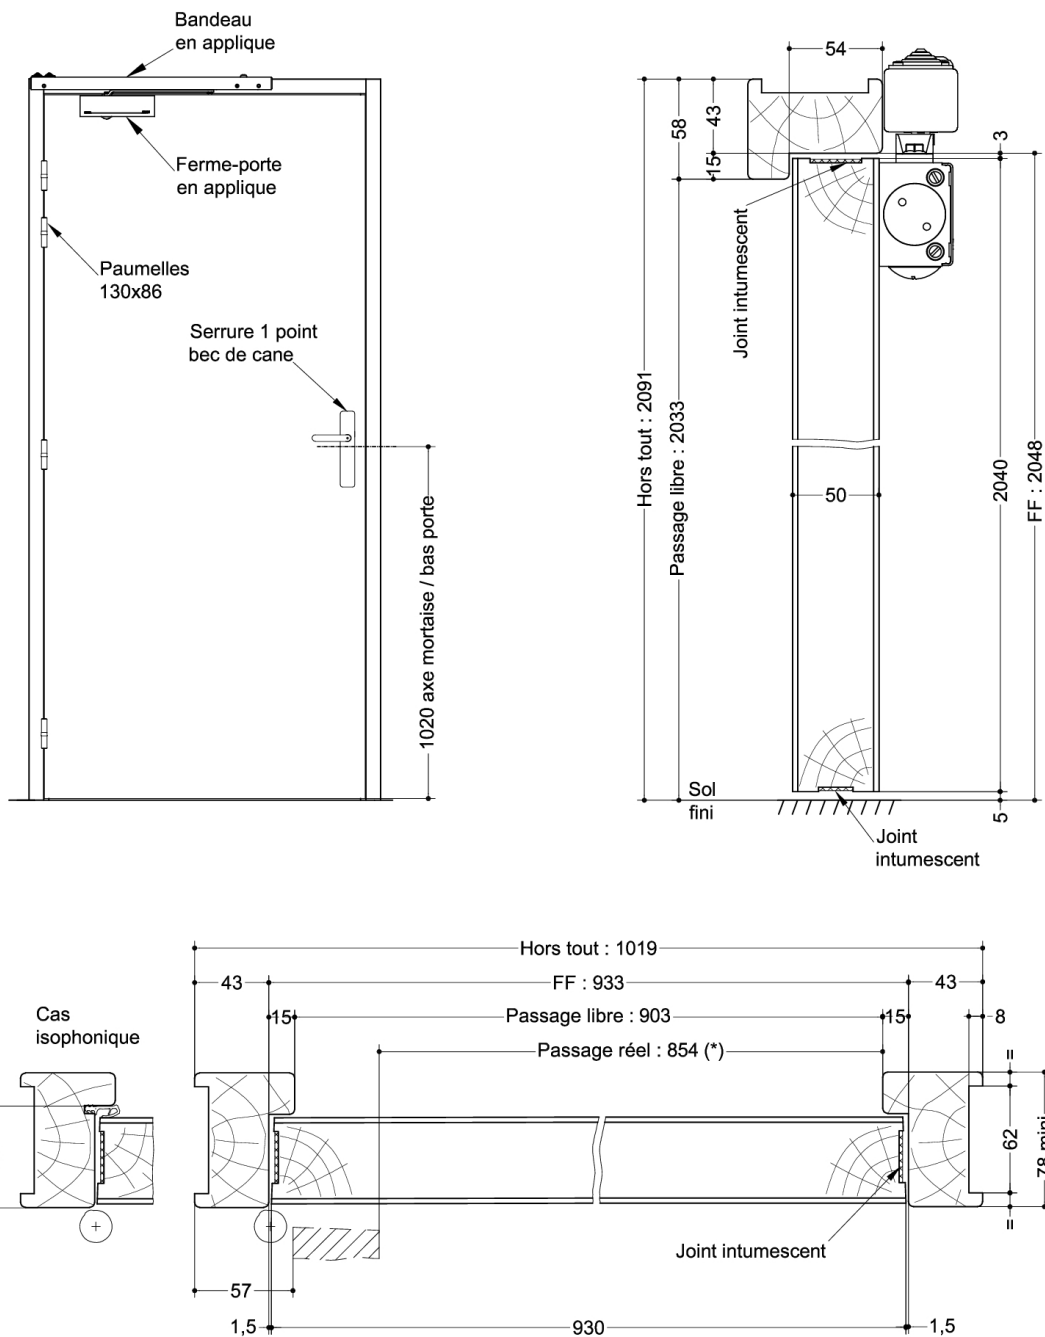 Bandeau
en applique
Ferme-porte
en applique
Paumelles
130x86
Serrure 1 point
bec de cane
1020 axe mortaise / bas porte
54
58
43
15
3
Joint intumescent
Hors tout : 2091
Passage libre : 2033
50
2040
FF : 2048
Sol
fini
5
Joint
intumescent
Hors tout : 1019
43
FF : 933
43
Cas
isophonique
15
Passage libre : 903
15
8
Passage réel : 854 (*)
=
62
78 mini
=
Joint intumescent
57
1,5
930
1,5